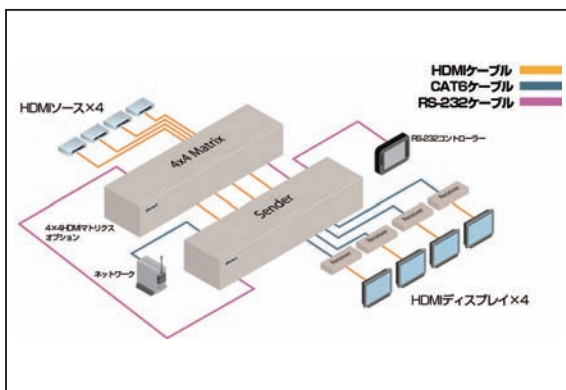 HDMIケーブル
CAT6ケーブル
RS-232ケーブル
HDMIソース×4
4x4 Matrix
RS-232コントローラー
Sender
4×4HDMIマトリクス
オプション
ネットワーク
Receiver
Receiver
Receiver
Receiver
HDMIディスプレイ×4